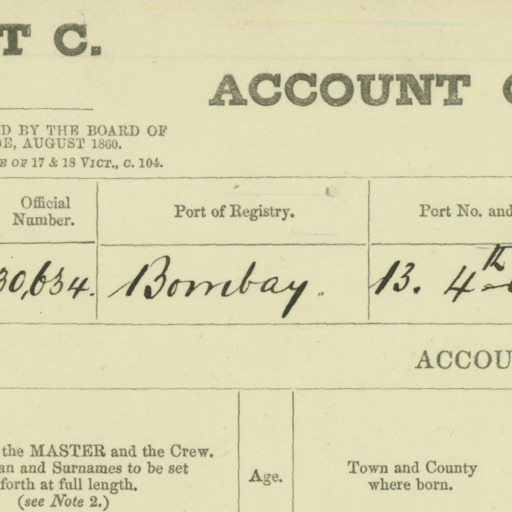 T C.
ACCOUNT
D BY THE BOARD OF
DE, AUGUST 1860.
E OF 17 & 18 VICT., C. 104.
Official
Number.
Port of Registry.
Port No. and
30,634.
Bombay.
13. 4th
ACCOU
the MASTER and the Crew.
an and Surnames to be set
forth at full length.
(see Note 2.)
Age.
Town and County
where born.